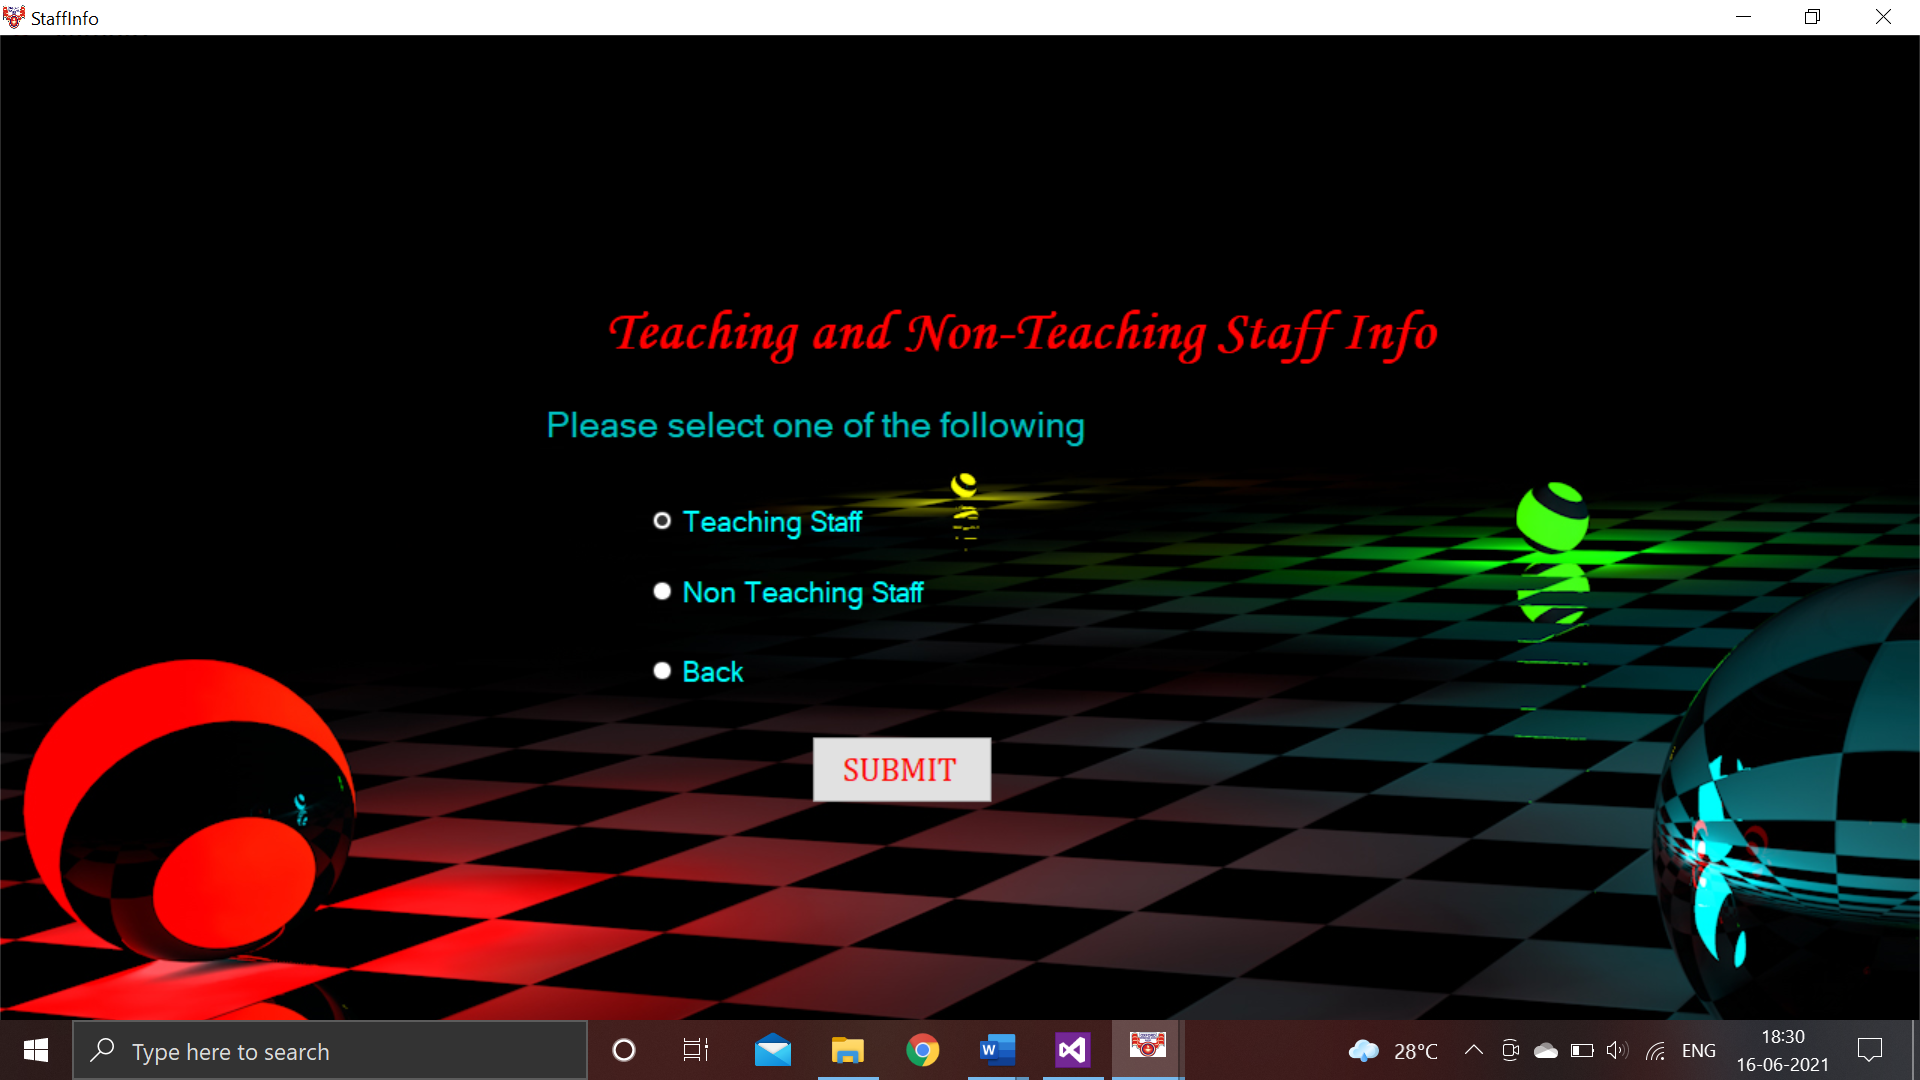 StaffInfo
Teaching and Non-Teaching Staff Info
Please select one of the following
Teaching Staff
Non Teaching Staff
Back
SUBMIT
Type here to search
28°C
ENG
18:30
16-06-2021